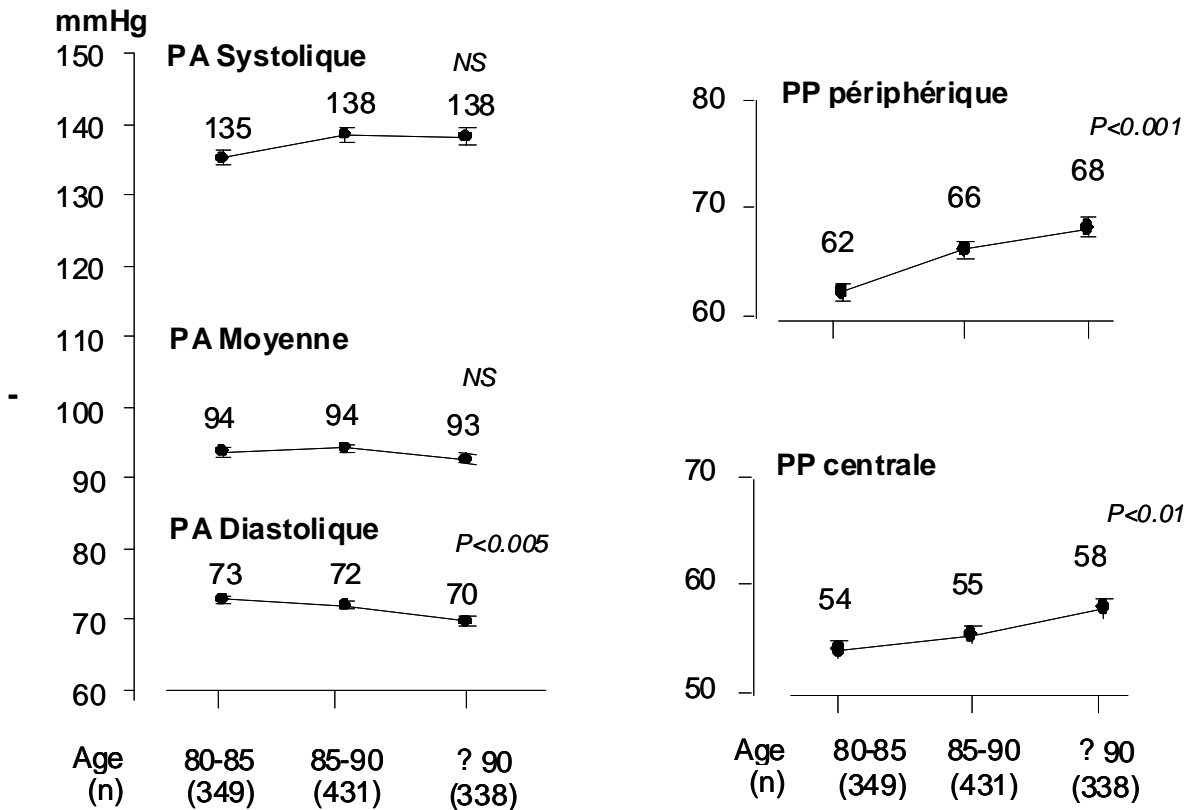 mmHg
150
140
130
120
110
100
90
80
70
60
PA Systolique
NS
135
138
138
PA Moyenne
NS
94
94
93
PA Diastolique
P<0.005
73
72
70
Age
(n)
80-85
(349)
85-90
(431)
? 90
(338)
PP périphérique
P<0.001
80
70
60
62
66
68
PP centrale
P<0.01
70
60
50
54
55
58
Age
(n)
80-85
(349)
85-90
(431)
? 90
(338)